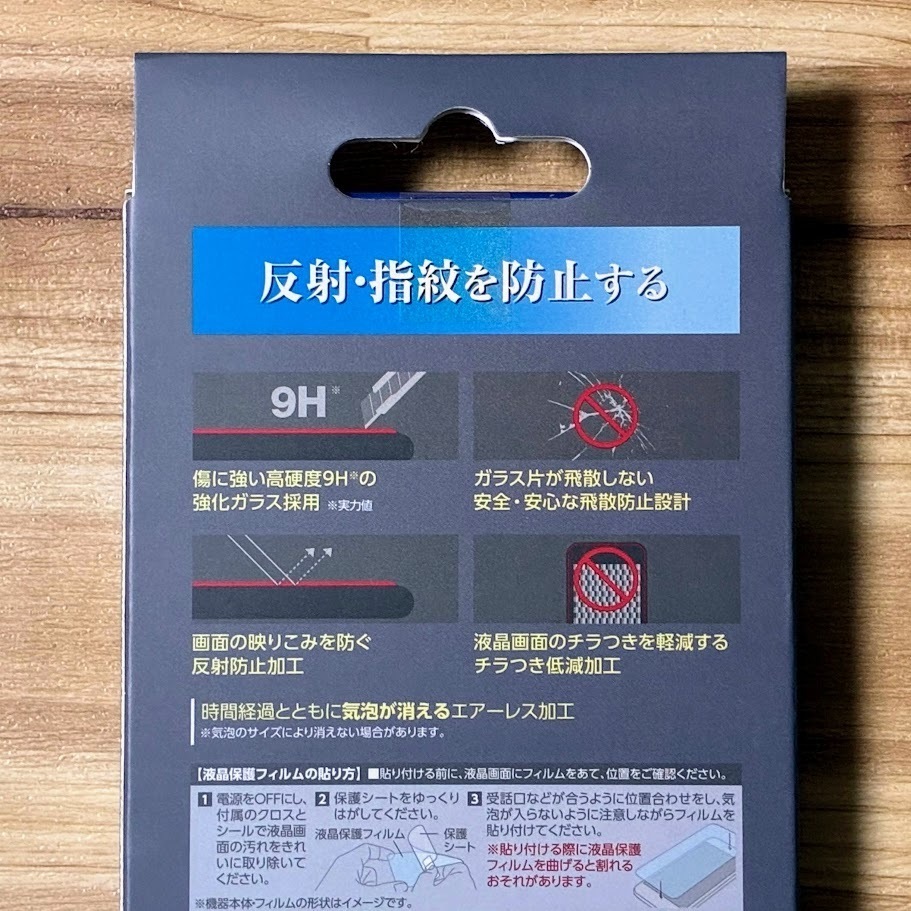 反射・指紋を防止する
9H※
傷に強い高硬度9H※の
強化ガラス採用 ※実力値
ガラス片が飛散しない
安全・安心な飛散防止設計
画面の映りこみを防ぐ
反射防止加工
液晶画面のチラつきを軽減する
チラつき低減加工
時間経過とともに気泡が消えるエアーレス加工
※気泡のサイズにより消えない場合があります。
【液晶保護フィルムの貼り方】■貼り付ける前に、液晶画面にフィルムをあて、位置をご確認ください。
1 電源をOFFにし、
付属のクロスと
シールで液晶画
面の汚れをきれ
いに取り除いて
ください。
2 保護シートをゆっくり
はがしてください。
液晶保護フィルム
保護
シート
3 受話口などが合うように位置合わせをし、気
泡が入らないように注意しながらフィルムを
貼り付けてください。
※貼り付ける際に液晶保護
フィルムを曲げると割れる
おそれがあります。
※機器本体・フィルムの形状はイメージです。